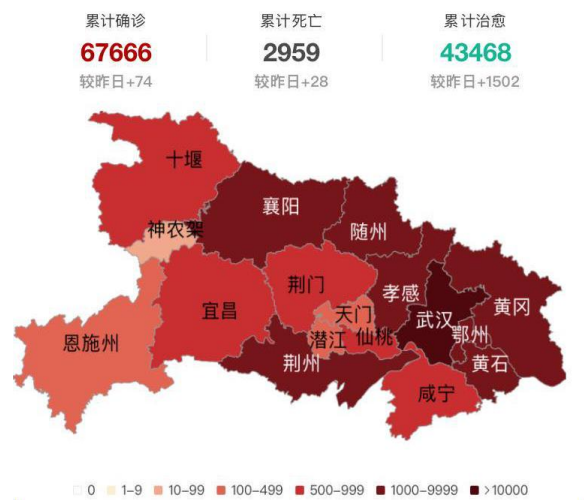 累计确诊 累计死亡 累计治愈
67666 2959 43468
较昨日+74 较昨日+28 较昨日+1502
十堰
襄阳
神农架
随州
荆门
孝感
宜昌
天门
武汉
黄冈
恩施州
潜江
仙桃
鄂州
荆州
黄石
咸宁
0 1-9 10-99 100-499 500-999 1000-9999 >10000